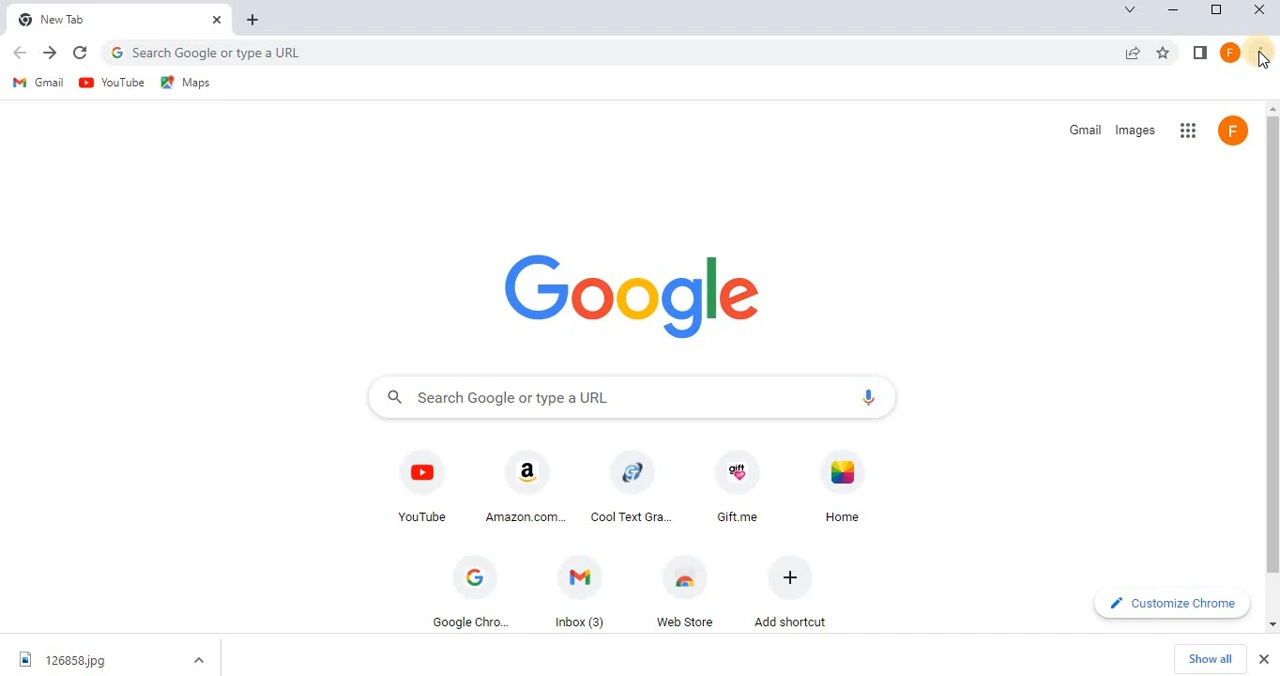 New Tab
Search Google or type a URL
F
Gmail YouTube Maps
Gmail Images F
Google
Search Google or type a URL
YouTube Amazon.com... Cool Text Gra... Gift.me Home
Google Chro... Inbox (3) Web Store Add shortcut
Customize Chrome
126858.jpg Show all